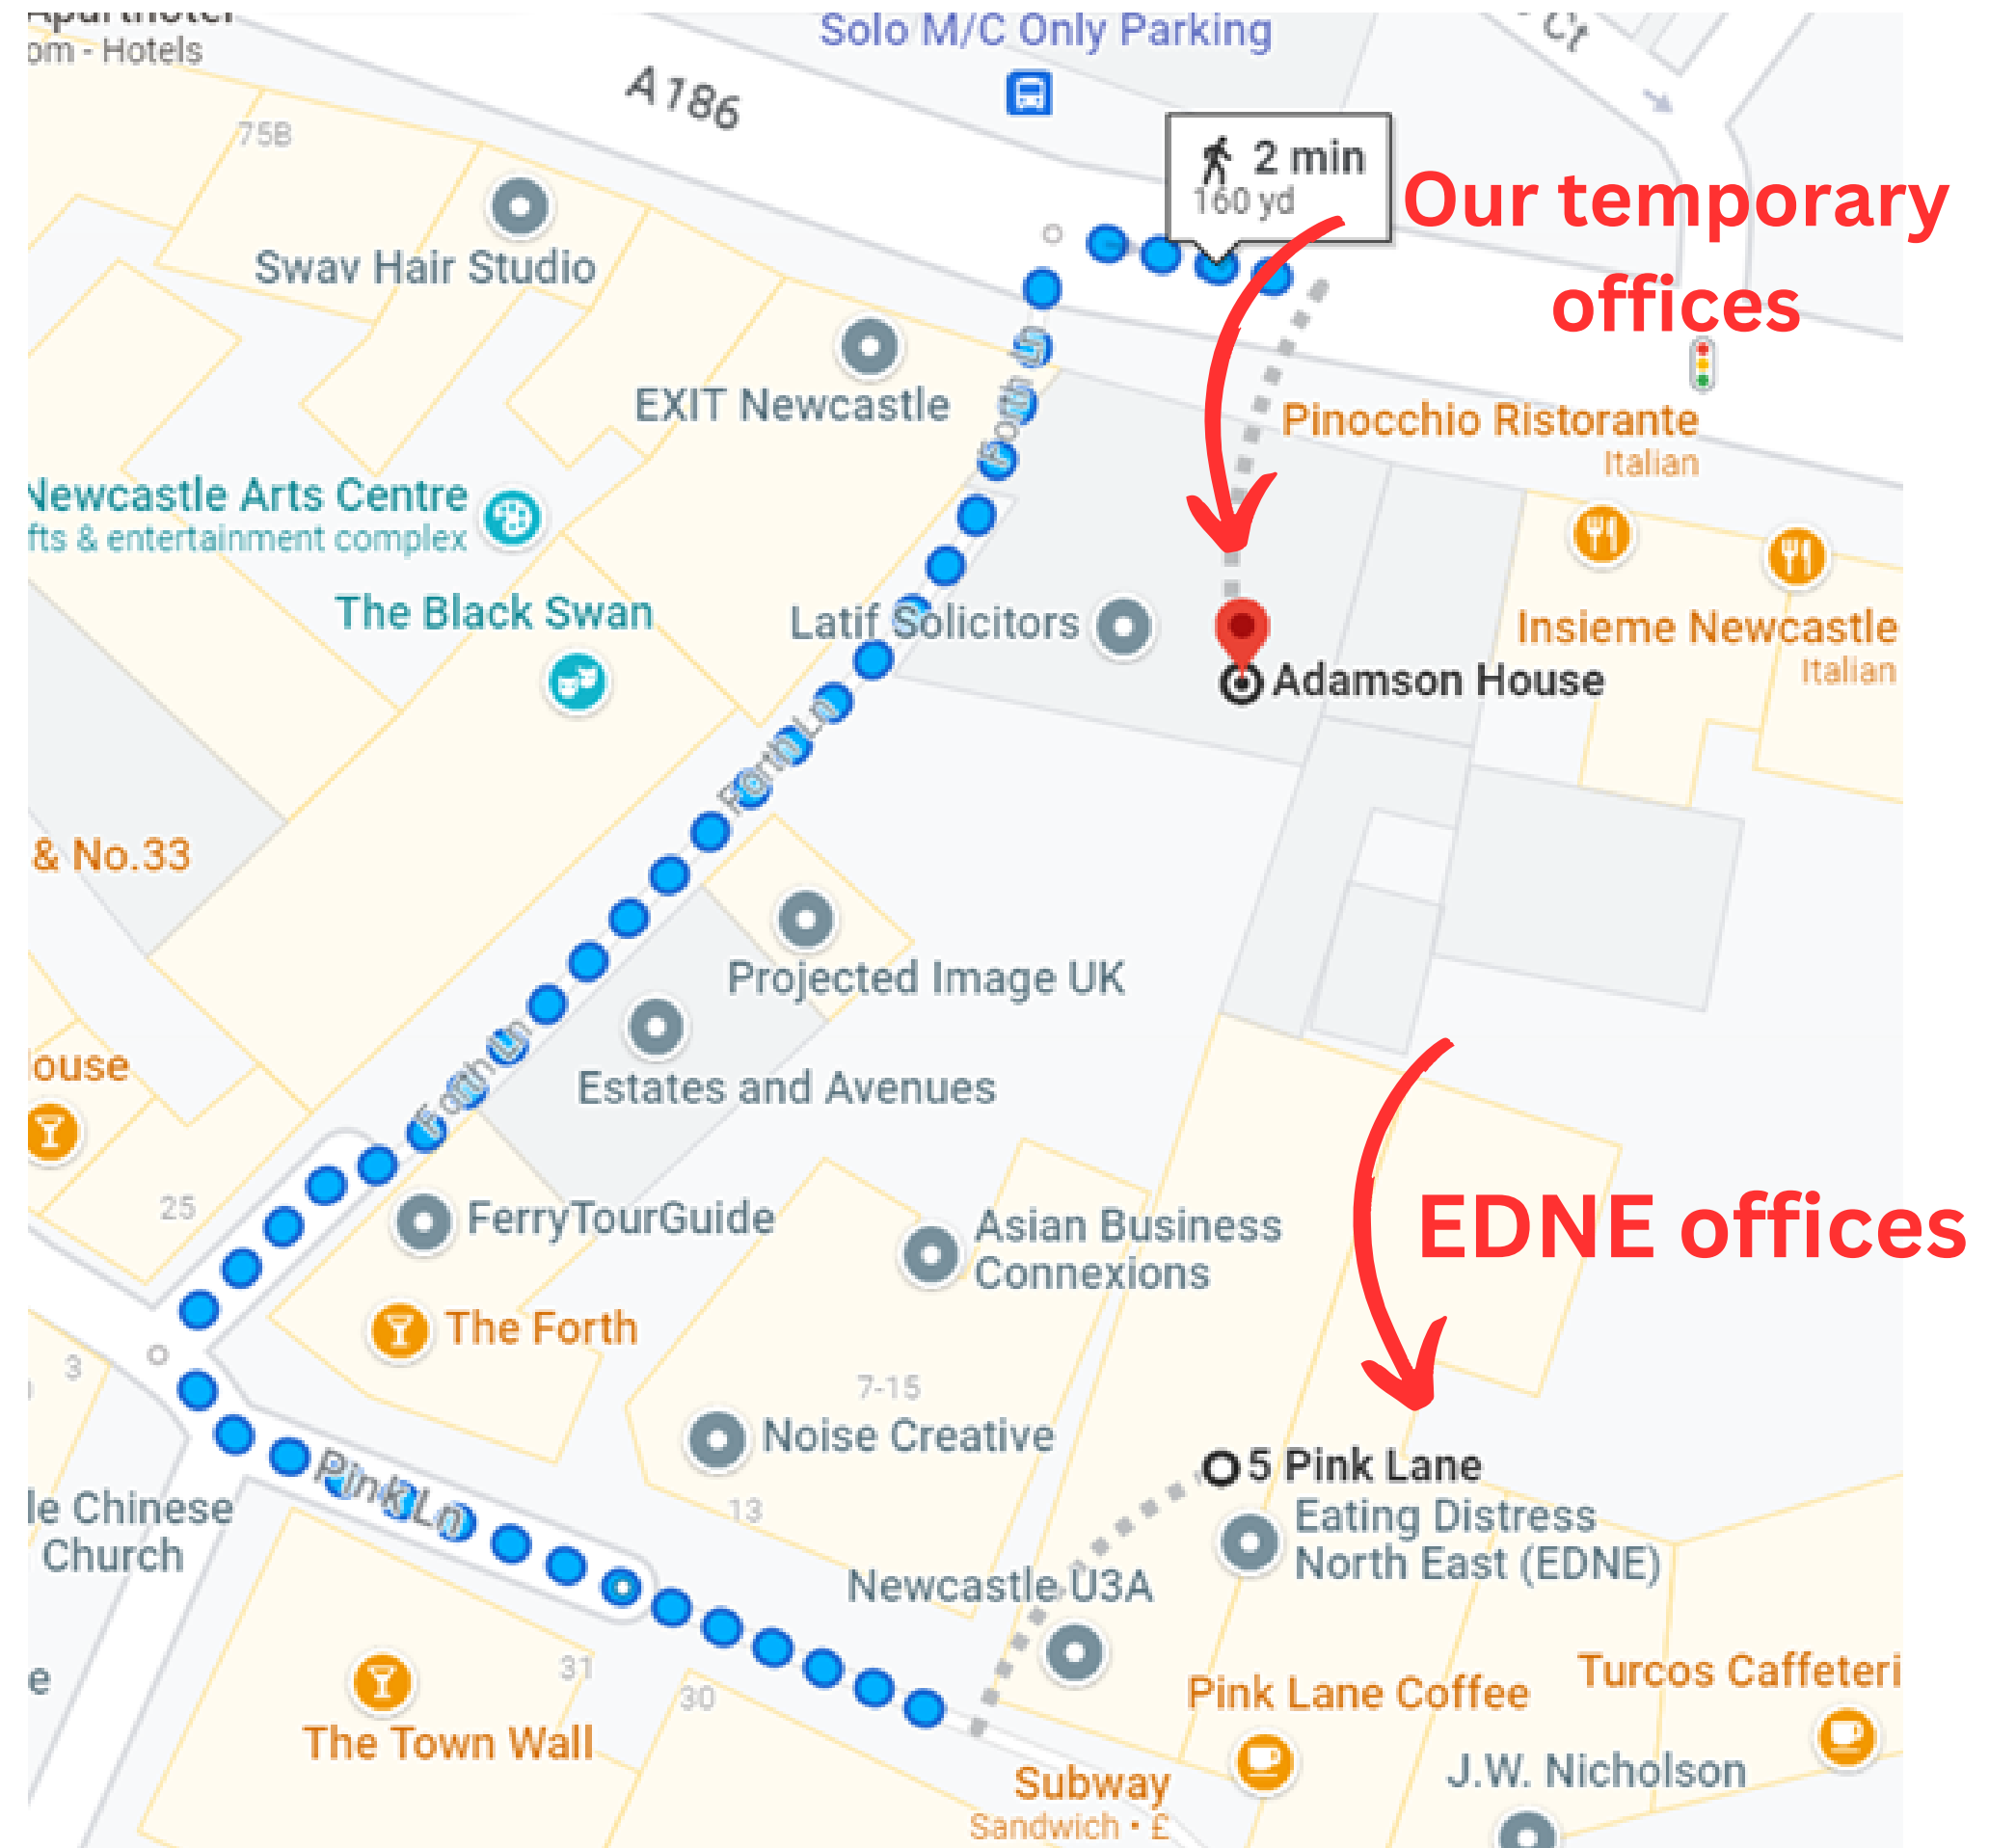 Aparthotel
om - Hotels
Solo M/C Only Parking
Ct
A186
75B
2 min
160 yd
Our temporary
offices
Swav Hair Studio
EXIT Newcastle
Forth Ln
Pinocchio Ristorante
Italian
Newcastle Arts Centre
fts & entertainment complex
The Black Swan
Latif Solicitors
Insieme Newcastle
Italian
Adamson House
Forth Ln
& No.33
Projected Image UK
Estates and Avenues
Forth Ln
ouse
25
FerryTourGuide
Asian Business
Connexions
EDNE offices
The Forth
3
7-15
Noise Creative
5 Pink Lane
Pink Ln
13
le Chinese
Church
Eating Distress
North East (EDNE)
Newcastle U3A
e
31
30
Pink Lane Coffee
Turcos Caffeteri
The Town Wall
Subway
Sandwich • £
J.W. Nicholson